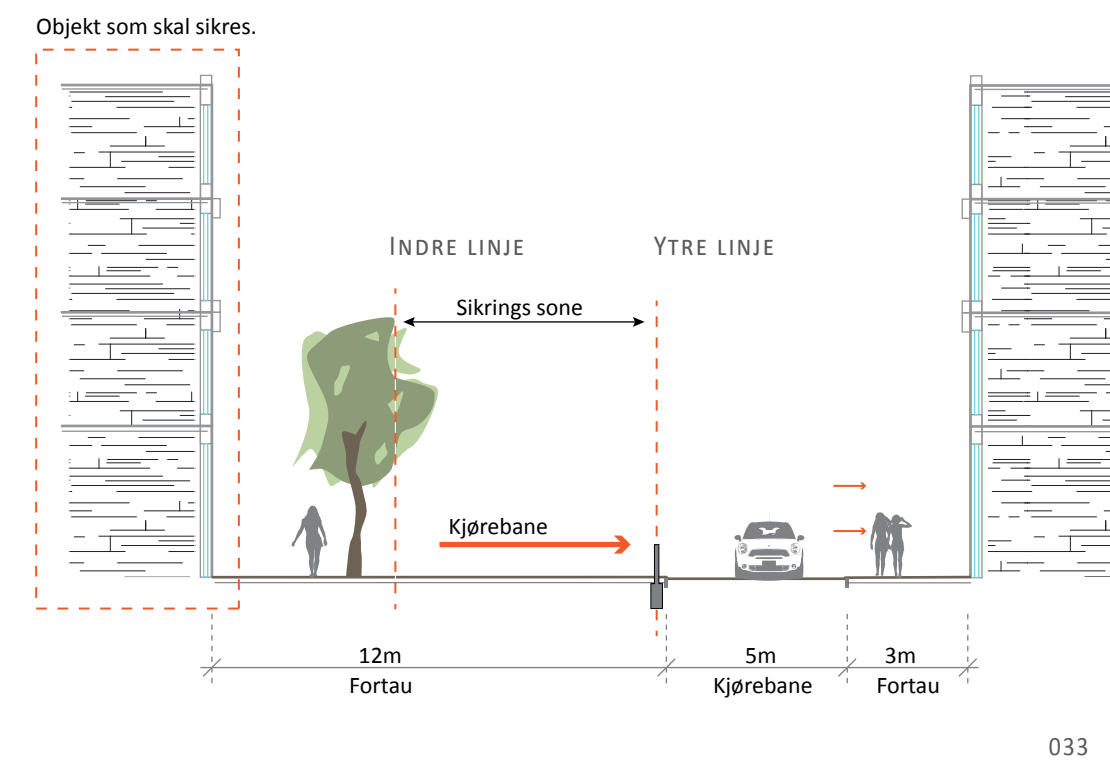 Objekt som skal sikres.
INDRE LINJE
YTRE LINJE
Sikrings sone
Kjørebane
12m
5m
3m
Fortau
Kjørebane
Fortau
033